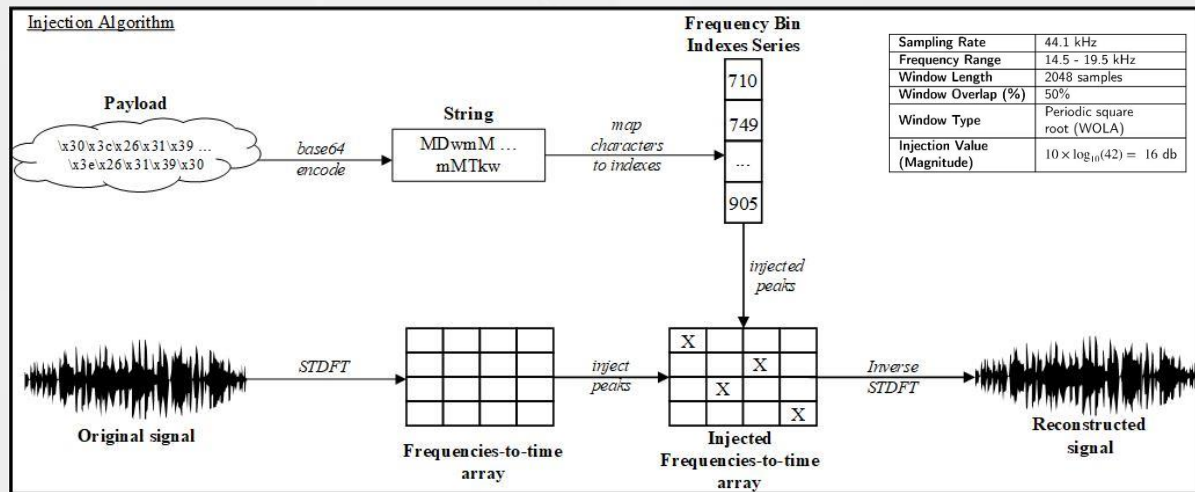 Injection Algorithm
Payload
\x30\x3c\x26\x31\x39 ...
\x3e\x26\x31\x39\x30
base64
encode
String
MDwmM ...
mMTkw
map
characters
to indexes
Frequency Bin
Indexes Series
710
749
...
905
Sampling Rate 44.1 kHz
Frequency Range 14.5 - 19.5 kHz
Window Length 2048 samples
Window Overlap (%) 50%
Window Type Periodic square
root (WOLA)
Injection Value
(Magnitude) 10 × log₁₀(42) = 16 db
injected
peaks
Original signal
STDFT
Frequencies-to-time
array
inject
peaks
X
X
X
X
Injected
Frequencies-to-time
array
Inverse
STDFT
Reconstructed
signal